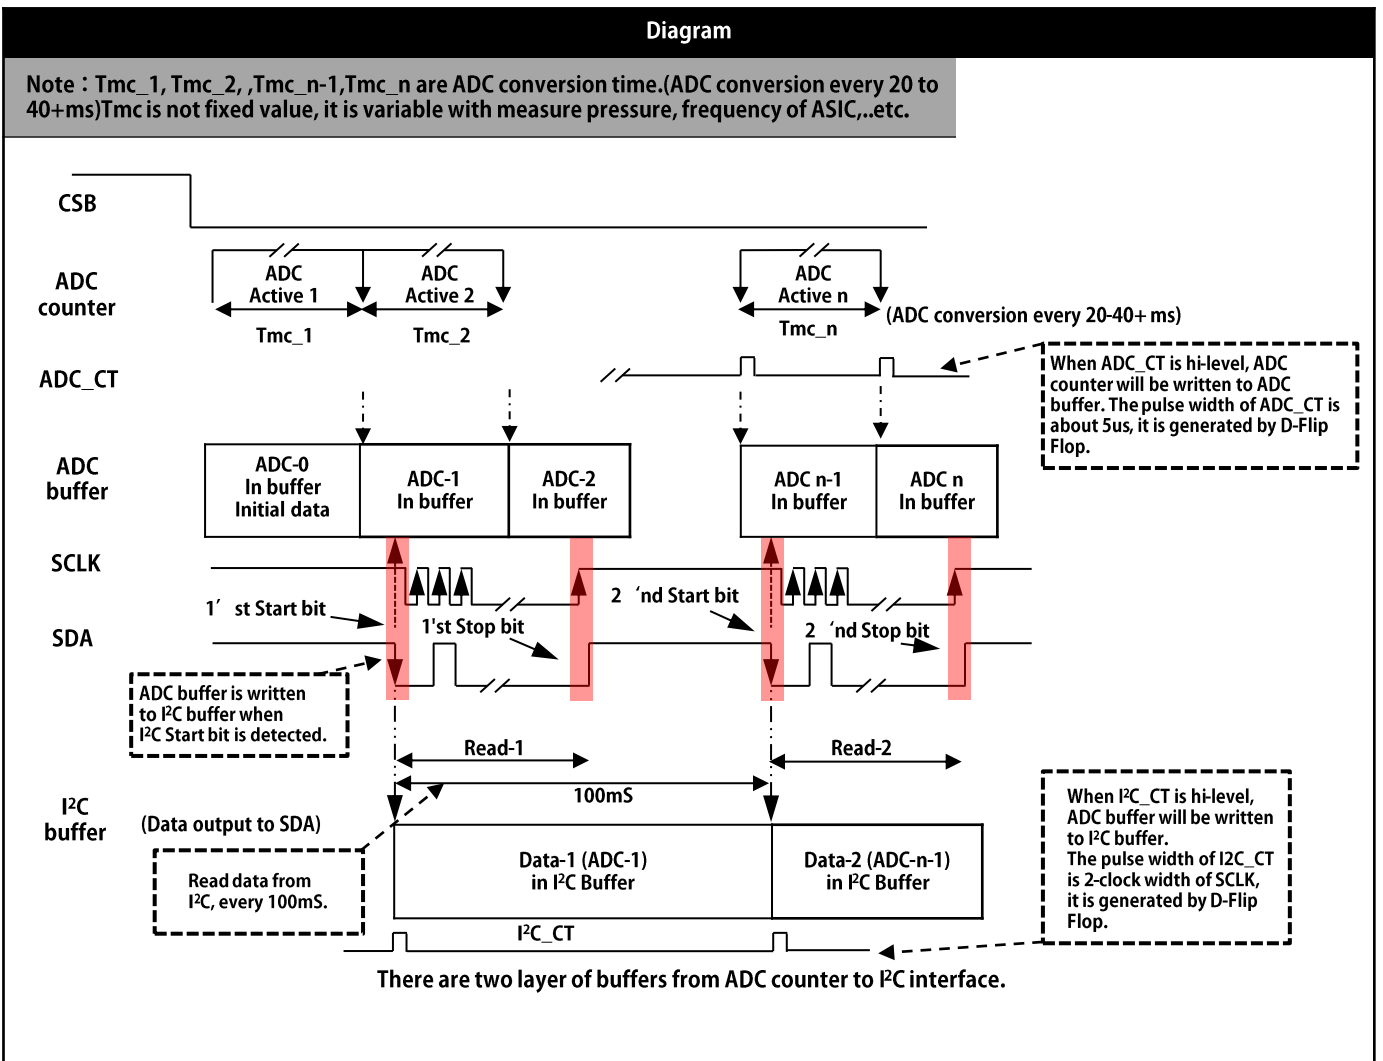 Diagram
Note：Tmc_1, Tmc_2, ,Tmc_n-1,Tmc_n are ADC conversion time.(ADC conversion every 20 to
40+ms)Tmc is not fixed value, it is variable with measure pressure, frequency of ASIC,..etc.
CSB
ADC
counter
ADC
Active 1
ADC
Active 2
ADC
Active n
Tmc_1
Tmc_2
Tmc_n
(ADC conversion every 20-40+ ms)
ADC_CT
When ADC_CT is hi-level, ADC
counter will be written to ADC
buffer. The pulse width of ADC_CT is
about 5us, it is generated by D-Flip
Flop.
ADC
buffer
ADC-0
In buffer
Initial data
ADC-1
In buffer
ADC-2
In buffer
ADC n-1
In buffer
ADC n
In buffer
SCLK
1’ st Start bit
2 ‘nd Start bit
SDA
1'st Stop bit
2 ‘nd Stop bit
ADC buffer is written
to I²C buffer when
I²C Start bit is detected.
Read-1
Read-2
100mS
I²C
buffer
(Data output to SDA)
Read data from
I²C, every 100mS.
Data-1 (ADC-1)
in I²C Buffer
Data-2 (ADC-n-1)
in I²C Buffer
When I²C_CT is hi-level,
ADC buffer will be written
to I²C buffer.
The pulse width of I2C_CT
is 2-clock width of SCLK,
it is generated by D-Flip
Flop.
I²C_CT
There are two layer of buffers from ADC counter to I²C interface.